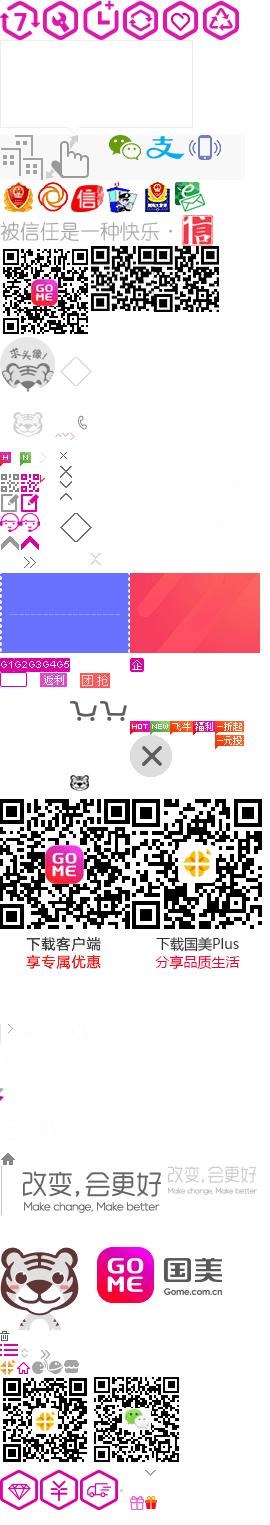 7
被信任是一种快乐·信
GO
ME
求头像!
H N
G1G2G3G4G5 企
返利 团 抢
HOT NEW 飞牛 福利 一折起
一元投
GO
ME
下载客户端 下载国美Plus
享专属优惠 分享品质生活
改变,会更好 改变,会更好
Make change, Make better Make change, Make better
GO
ME
国美
Gome.com.cn
¥